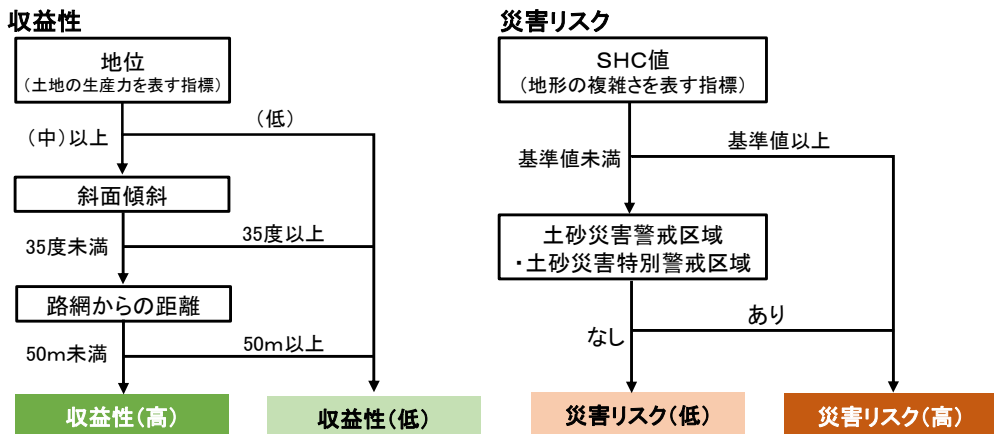 収益性
地位
(土地の生産力を表す指標)
(中)以上
(低)
斜面傾斜
35度未満
35度以上
路網からの距離
50m未満
50m以上
収益性(高)
収益性(低)
災害リスク
SHC値
(地形の複雑さを表す指標)
基準値未満
基準値以上
土砂災害警戒区域
・土砂災害特別警戒区域
なし
あり
災害リスク(低)
災害リスク(高)